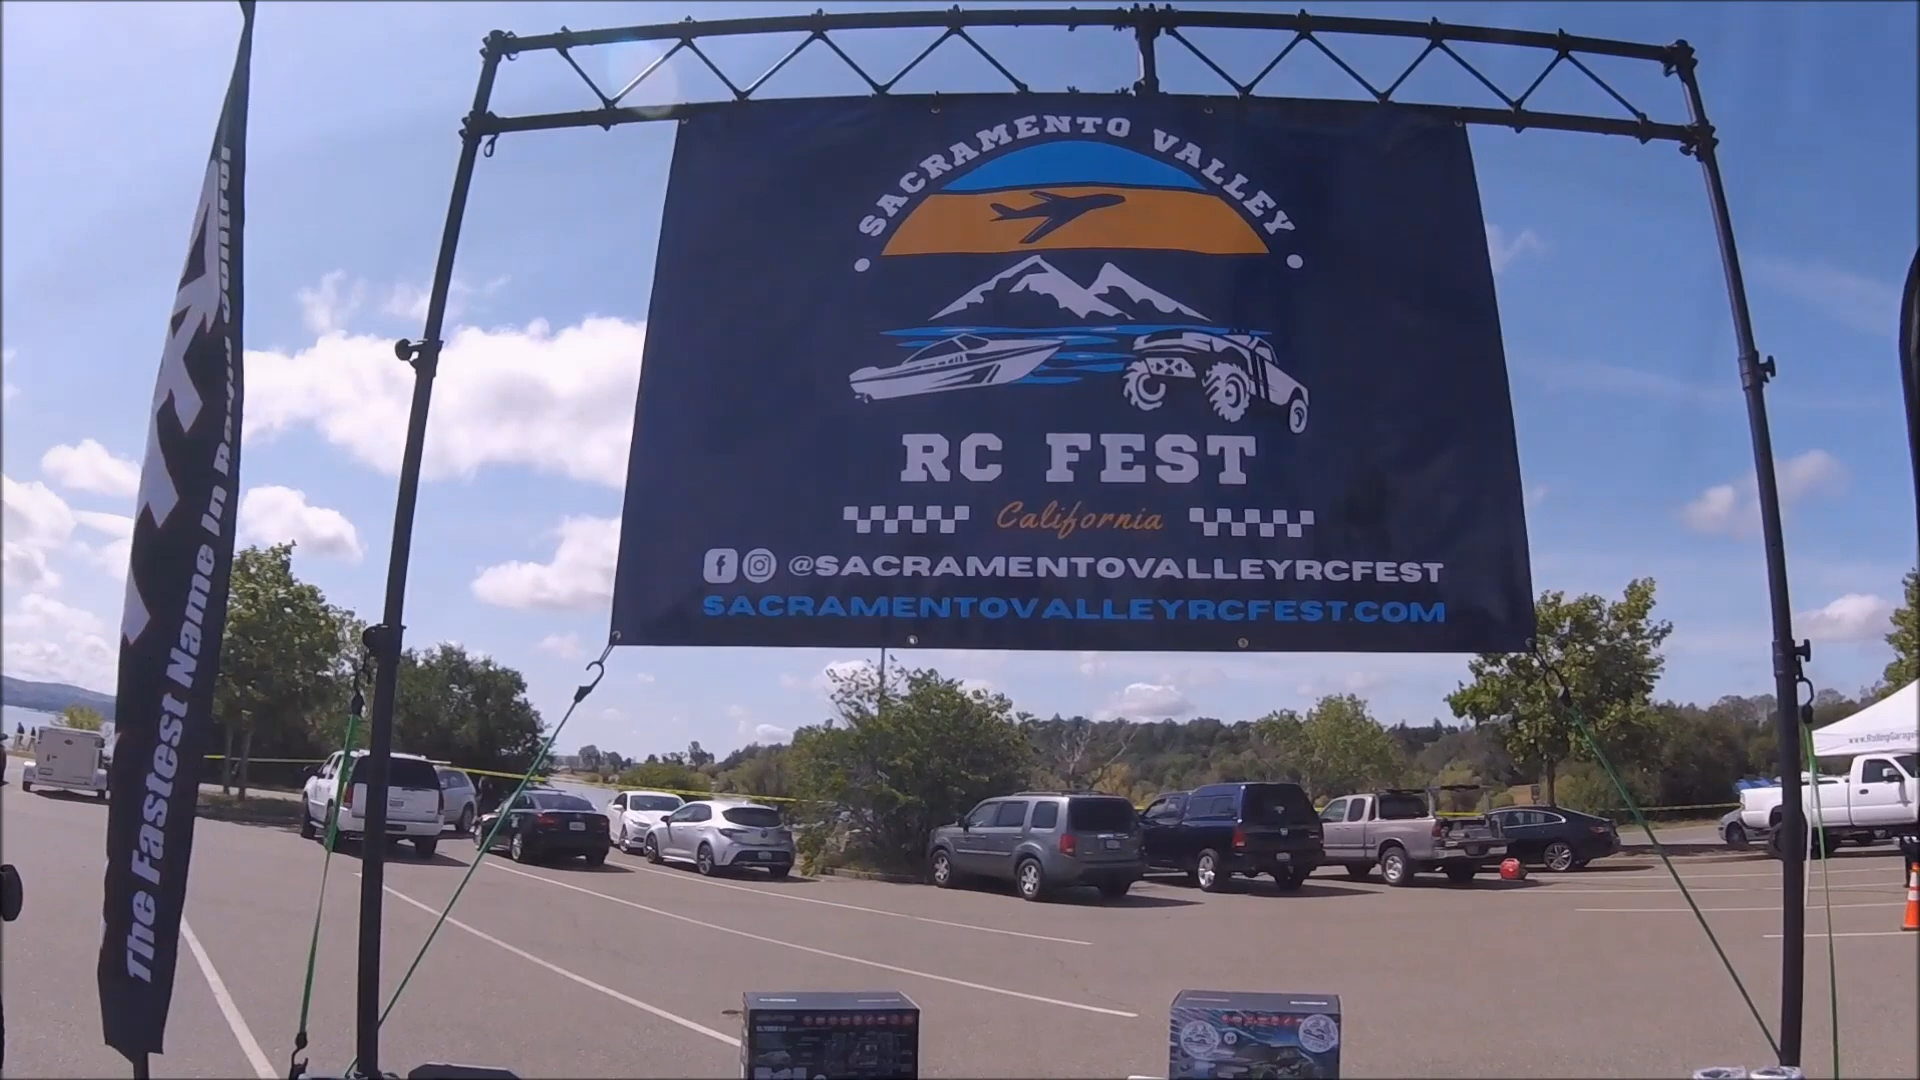 SACRAMENTO VALLEY
RC FEST
California
@SACRAMENTOVALLEYRCFEST
SACRAMENTOVALLEYRCFEST.COM
The Fastest Name In Radio Control